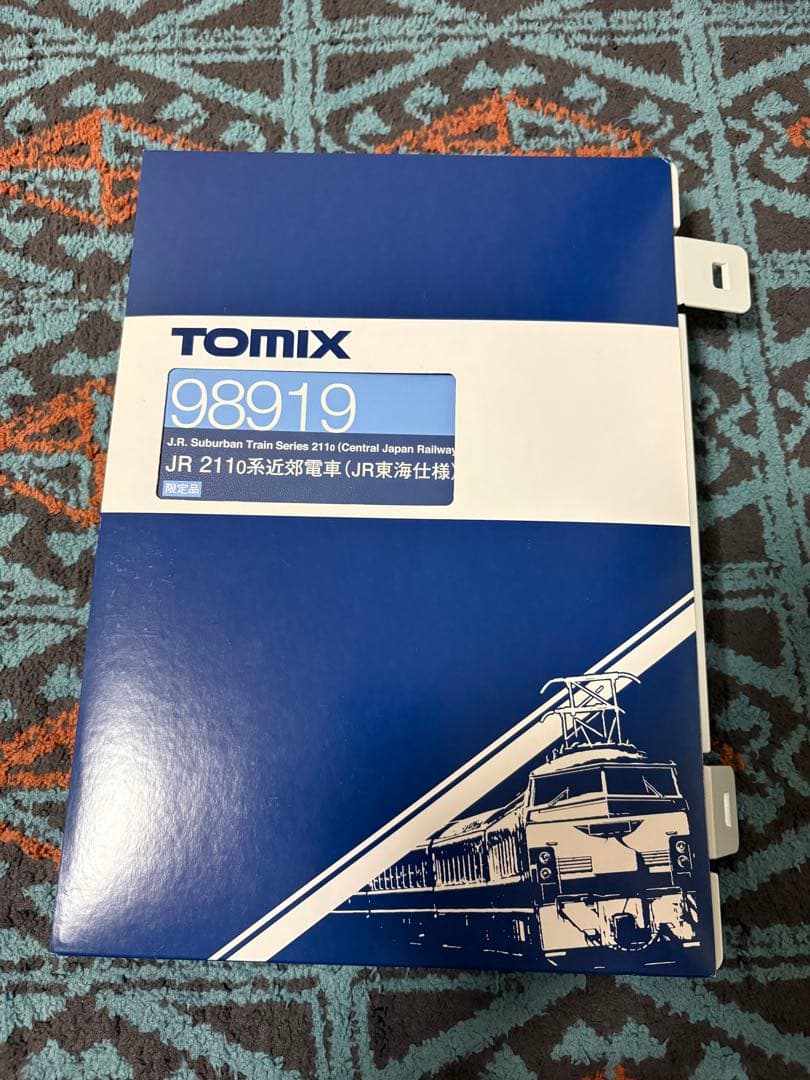 TOMIX
98919
J.R. Suburban Train Series 2110 (Central Japan Railway
JR 2110系近郊電車(JR東海仕様)
限定品